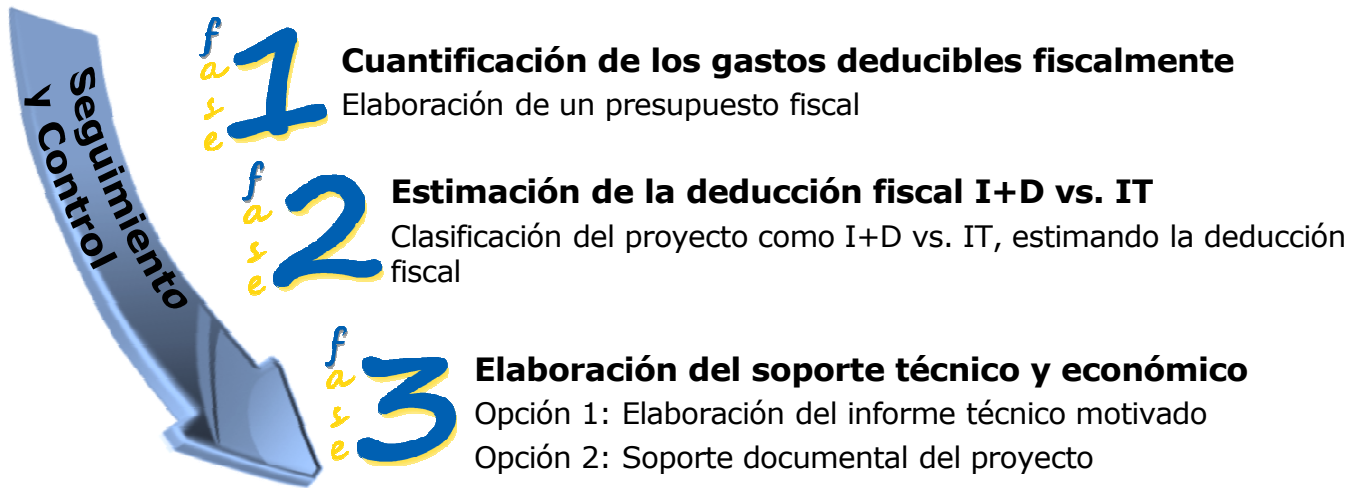 Seguimiento
y Control
fase 1
Cuantificación de los gastos deducibles fiscalmente
Elaboración de un presupuesto fiscal
fase 2
Estimación de la deducción fiscal I+D vs. IT
Clasificación del proyecto como I+D vs. IT, estimando la deducción
fiscal
fase 3
Elaboración del soporte técnico y económico
Opción 1: Elaboración del informe técnico motivado
Opción 2: Soporte documental del proyecto